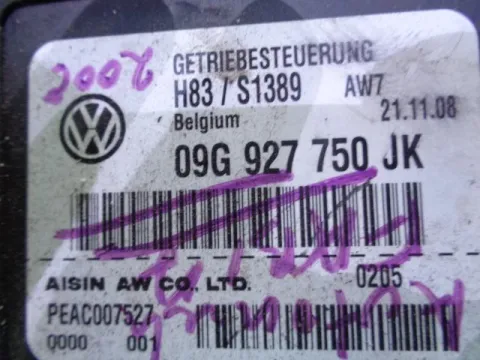 GETRIEBESTEUERUNG
H83/S1389 AW7
Belgium 21.11.08
09G 927 750 JK
AISIN AW CO., LTD. 0205
PEAC007527
0000 001